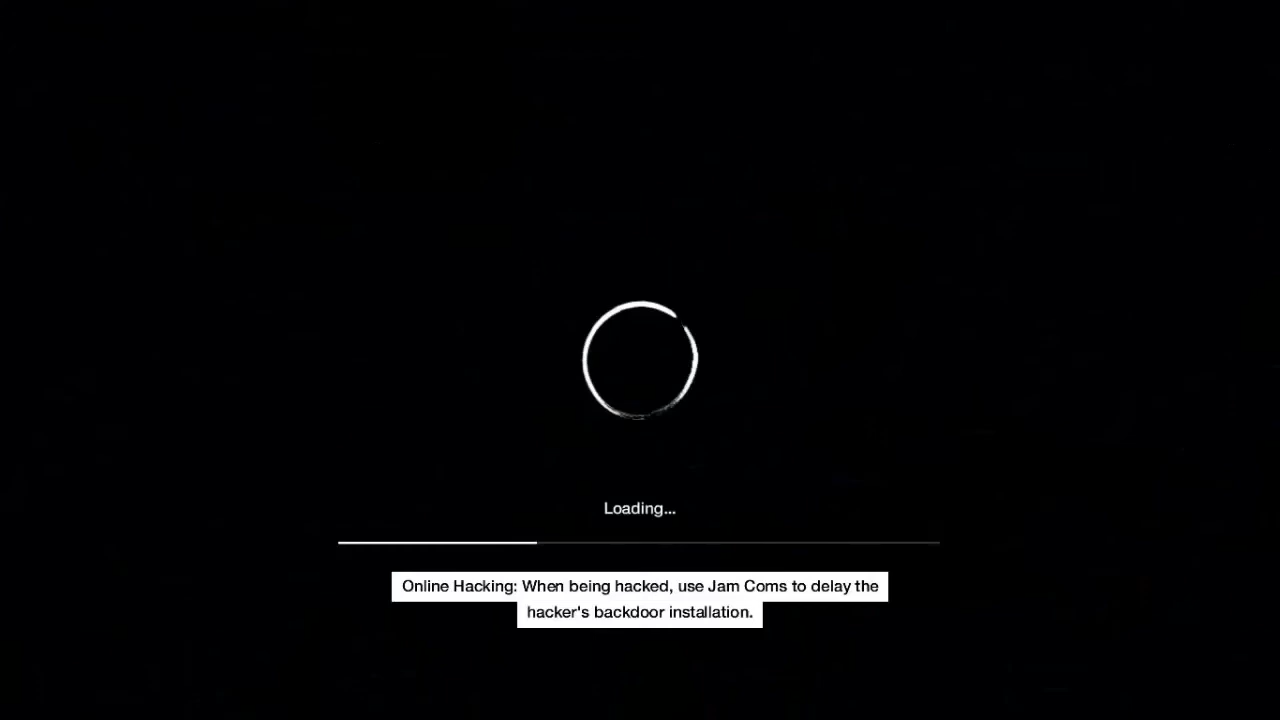 Loading...
Online Hacking: When being hacked, use Jam Coms to delay the
hacker's backdoor installation.